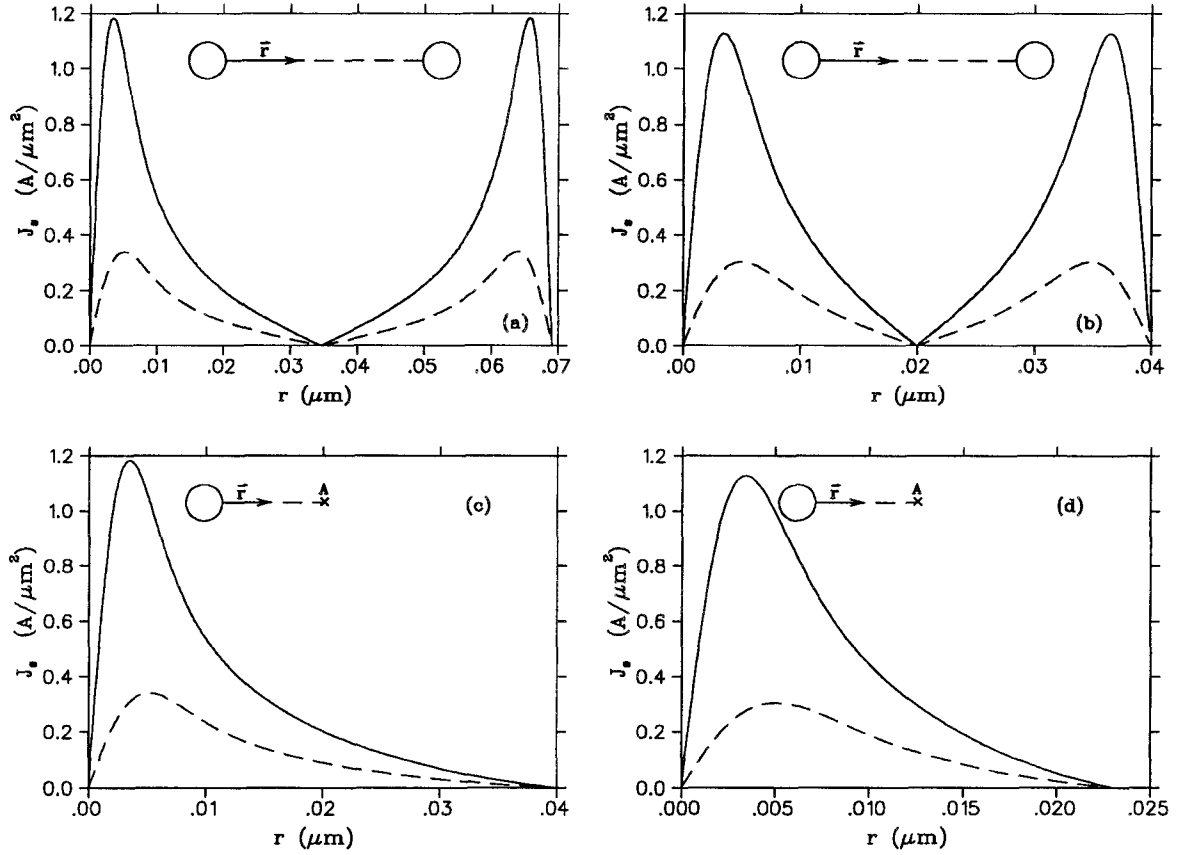 1.2
1.0
0.8
0.6
0.4
0.2
0.0
J_s (A/μm²)
r⃗
(a)
.00 .01 .02 .03 .04 .05 .06 .07
r (μm)
1.2
1.0
0.8
0.6
0.4
0.2
0.0
J_s (A/μm²)
r⃗
(b)
.00 .01 .02 .03 .04
r (μm)
1.2
1.0
0.8
0.6
0.4
0.2
0.0
J_s (A/μm²)
r⃗ A
×
(c)
.00 .01 .02 .03 .04
r (μm)
1.2
1.0
0.8
0.6
0.4
0.2
0.0
J_s (A/μm²)
r⃗ A
×
(d)
.000 .005 .010 .015 .020 .025
r (μm)